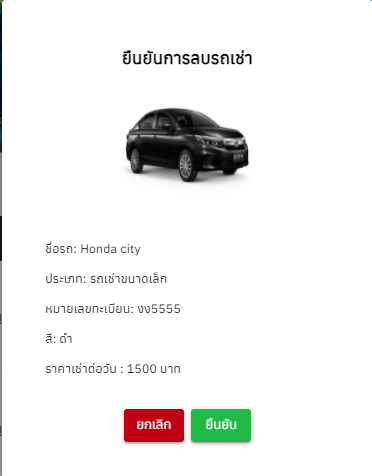 ยืนยันการลบรถเช่า
ชื่อรถ: Honda city
ประเภท: รถเช่าขนาดเล็ก
หมายเลขทะเบียน: งง5555
สี: ดำ
ราคาเช่าต่อวัน : 1500 บาท
ยกเลิก ยืนยัน